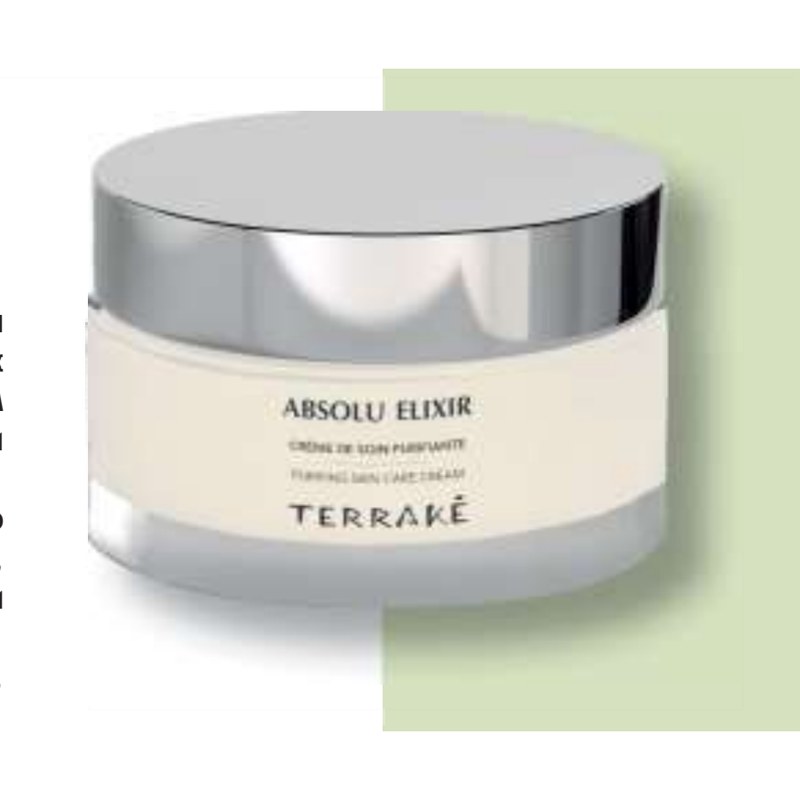 ABSOLU ELIXIR
CRÈME DE SOIN PURIFIANTE
PURIFYING SKIN CARE CREAM
TERRAKÉ